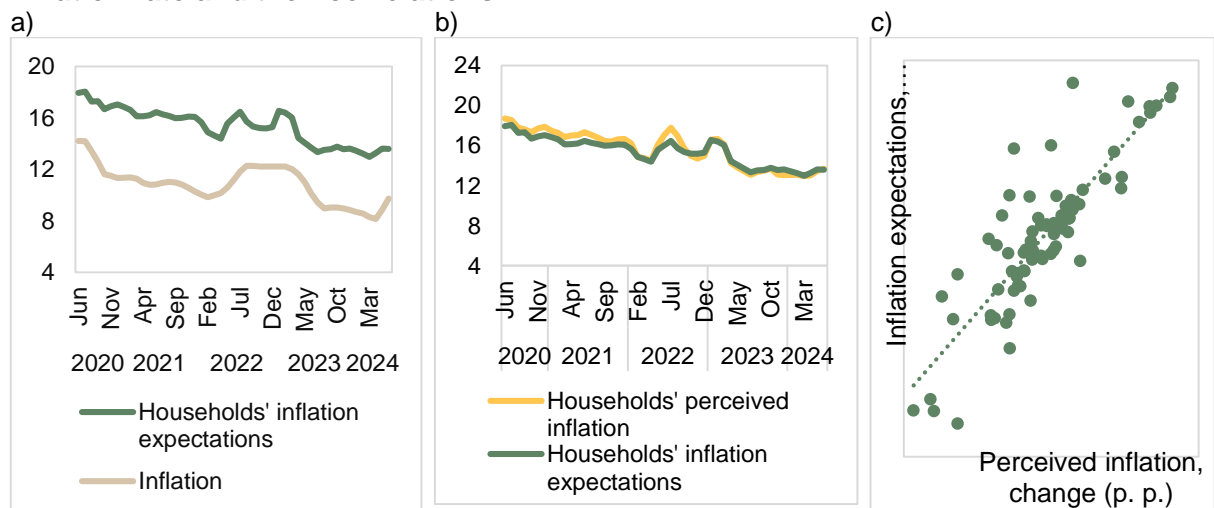 a)
b)
c)
20
16
12
8
4
Jun
Nov
Apr
Sep
Feb
Jul
Dec
May
Oct
Mar
2020
2021
2022
2023
2024
Households' inflation
expectations
Inflation
24
20
16
12
8
4
Jun
Nov
Apr
Sep
Feb
Jul
Dec
May
Oct
Mar
2020
2021
2022
2023
2024
Households' perceived
inflation
Households' inflation
expectations
Inflation expectations,…
Perceived inflation,
change (p. p.)